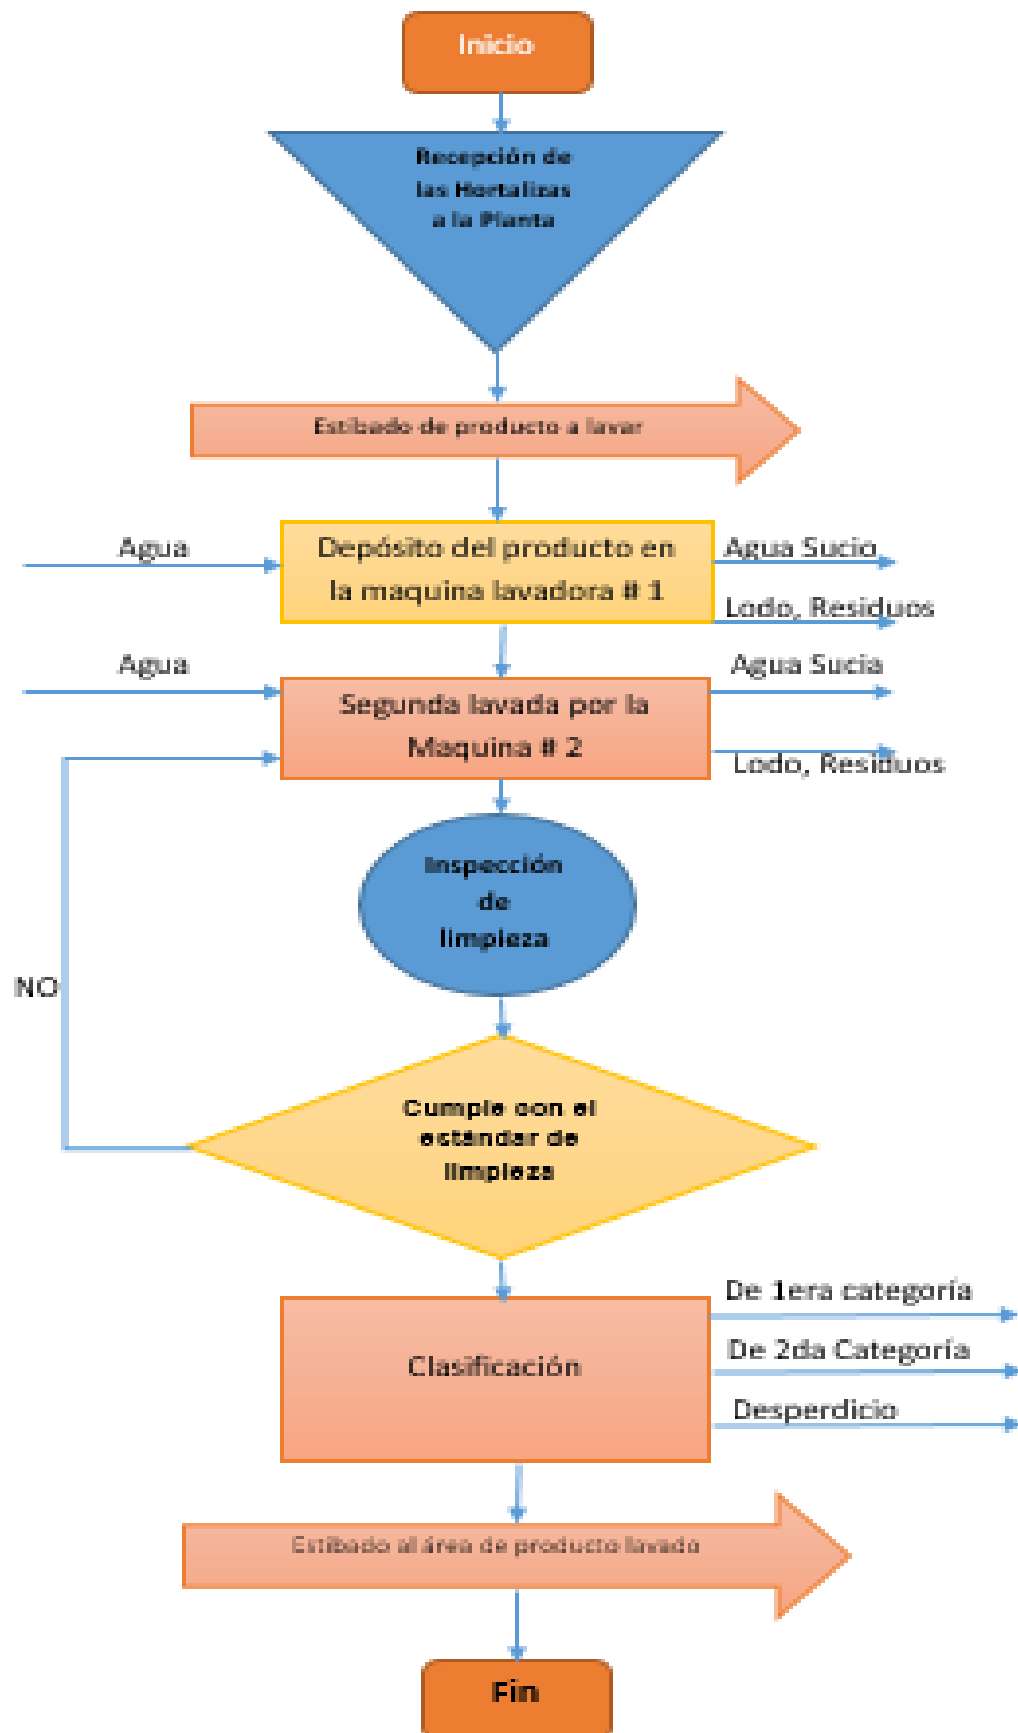 Inicio
Recepción de
las Hortalizas
a la Planta
Estibado de producto a lavar
Agua
Depósito del producto en
la maquina lavadora # 1
Agua Sucio
Lodo, Residuos
Agua
Segunda lavada por la
Maquina # 2
Agua Sucia
Lodo, Residuos
Inspección
de
limpieza
NO
Cumple con el
estándar de
limpieza
De 1era categoría
De 2da Categoría
Desperdicio
Clasificación
Estibado al área de producto lavado
Fin